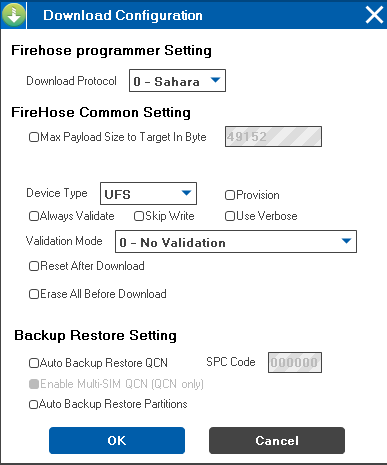 Download Configuration
Firehose programmer Setting
Download Protocol 0 - Sahara
FireHose Common Setting
Max Payload Size to Target In Byte 49152
Device Type UFS Provision
Always Validate Skip Write Use Verbose
Validation Mode 0 - No Validation
Reset After Download
Erase All Before Download
Backup Restore Setting
Auto Backup Restore QCN SPC Code 000000
Enable Multi-SIM QCN (QCN only)
Auto Backup Restore Partitions
OK Cancel